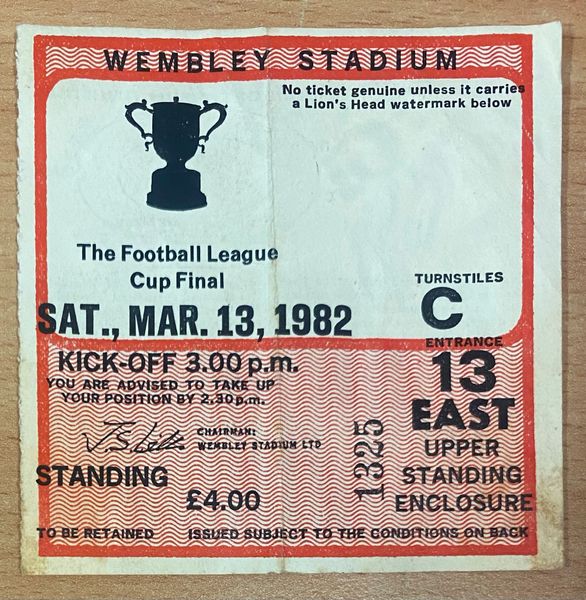 WEMBLEY STADIUM
No ticket genuine unless it carries
a Lion's Head watermark below
The Football League
Cup Final
SAT., MAR. 13, 1982
KICK-OFF 3.00 p.m.
YOU ARE ADVISED TO TAKE UP
YOUR POSITION BY 2.30 p.m.
CHAIRMAN:
WEMBLEY STADIUM LTD
STANDING
£4.00
TURNSTILES
C
ENTRANCE
13
EAST
UPPER
STANDING
ENCLOSURE
1325
TO BE RETAINED
ISSUED SUBJECT TO THE CONDITIONS ON BACK